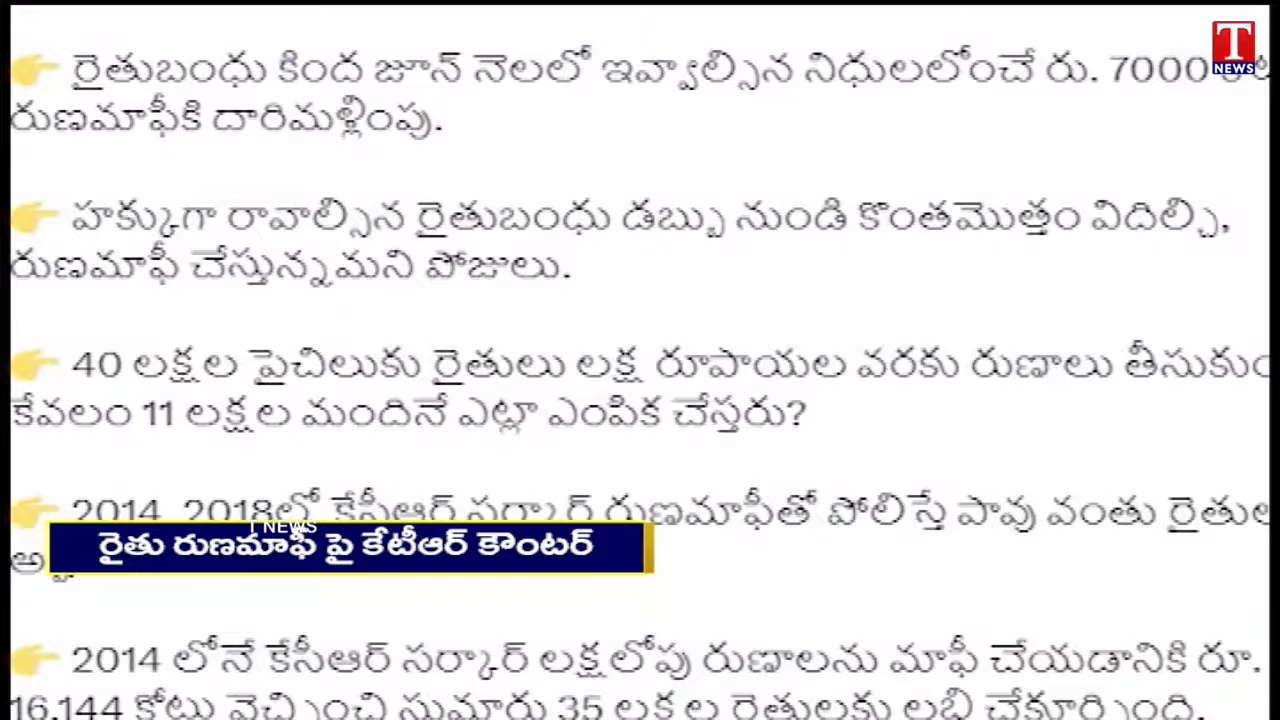 T
NEWS
👉 రైతుబంధు కింద జూన్ నెలలో ఇవ్వాల్సిన నిధులలోంచే రు. 7000
రుణమాఫీకి దారిమళ్లింపు.
👉 హక్కుగా రావాల్సిన రైతుబంధు డబ్బు నుండి కొంతమొత్తం విదిల్చి,
రుణమాఫీ చేస్తున్నమని పోజులు.
👉 40 లక్షల పైచిలుకు రైతులు లక్ష రూపాయల వరకు రుణాలు
కేవలం 11 లక్షల మందినే ఎట్లా ఎంపిక చేస్తరు?
👉 2014, 2018లో కేసీఆర్ సర్కార్ రుణమాఫీతో పోలిస్తే పావు వంతు
T NEWS
రైతు రుణమాఫీ పై కేటీఆర్ కౌంటర్
👉 2014 లోనే కేసీఆర్ సర్కార్ లక్షలోపు రుణాలను మాఫీ చేయడానికి రూ.
16,144 కోట్లు వెచ్చించి సుమారు 35 లక్షల రైతులకు లబ్ధి చేకూర్చింది.